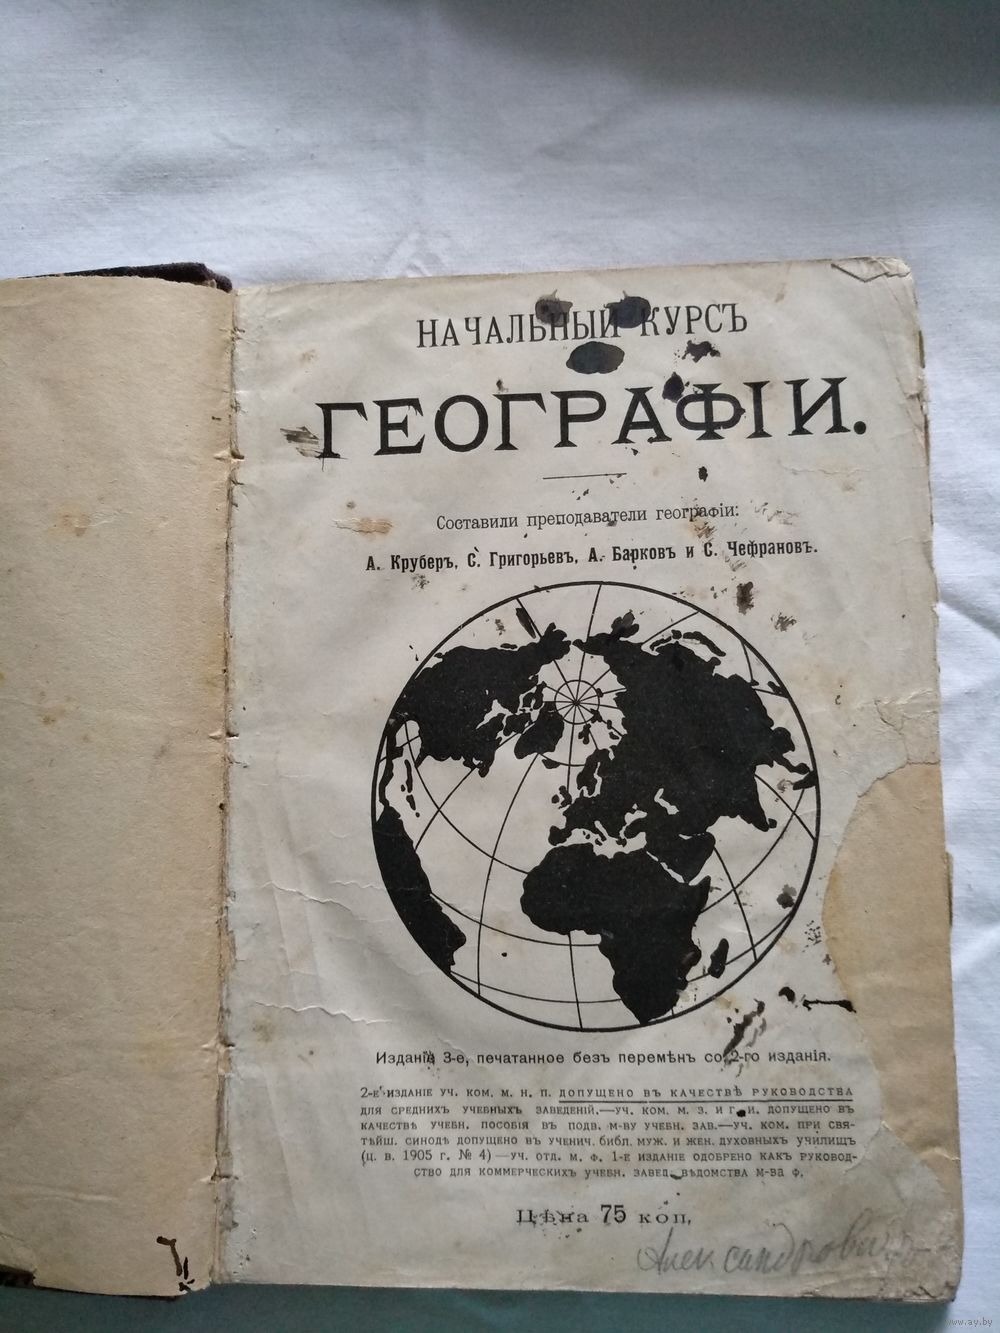 НАЧАЛЬНЫЙ КУРСЪ
ГЕОГРАФІИ.
Составили преподаватели географіи:
А. Круберъ, С. Григорьевъ, А. Барковъ и С. Чефрановъ.
Изданіе 3-е, печатанное безъ перемѣнъ со 2-го изданія.
2-е изданіе уч. ком. м. н. п. допущено въ качествѣ руководства
для среднихъ учебныхъ заведеній.—уч. ком. м. з. и г. и. допущено въ
качествѣ учебн. пособія въ подв. м-ву учебн. зав.—уч. ком. при свя-
тѣйш. синодѣ допущено въ ученич. библ. муж. и жен. духовныхъ училищъ
(ц. в. 1905 г. № 4)—уч. отд. м. ф. 1-е изданіе одобрено какъ руковод-
ство для коммерческихъ учебн. завед. вѣдомства м-ва ф.
Цѣна 75 коп.
www.ay.by